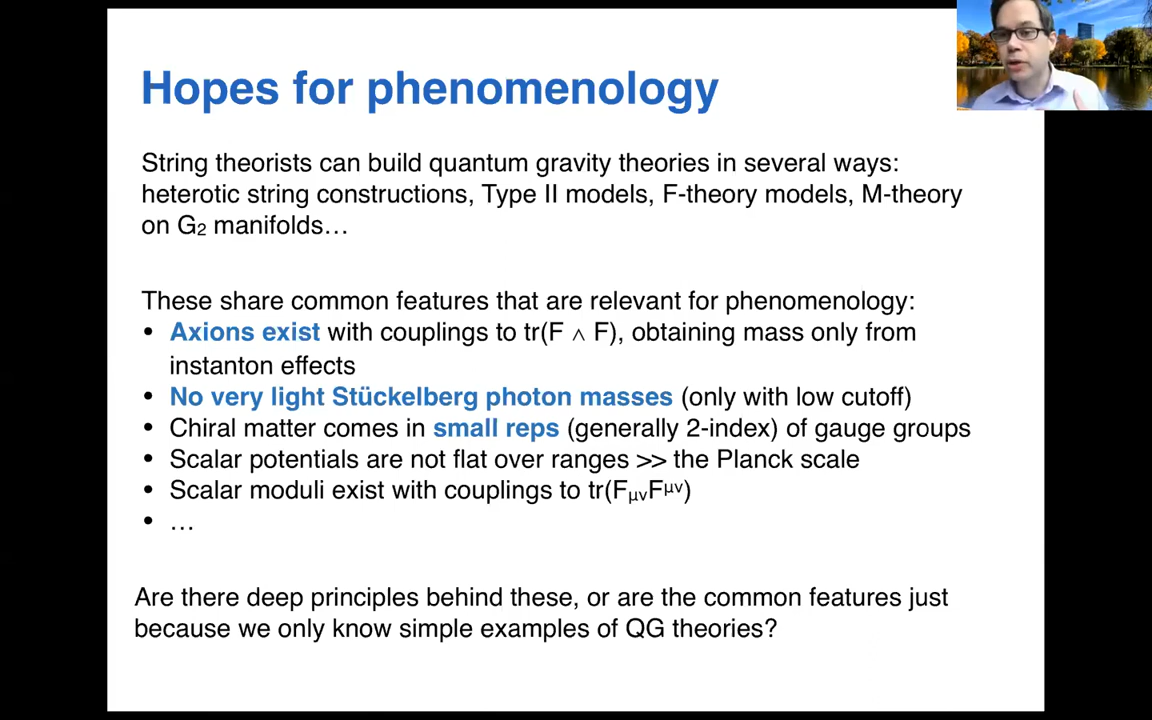 Hopes for phenomenology
String theorists can build quantum gravity theories in several ways:
heterotic string constructions, Type II models, F-theory models, M-theory
on G₂ manifolds…
These share common features that are relevant for phenomenology:
• Axions exist with couplings to tr(F ∧ F), obtaining mass only from
instanton effects
• No very light Stückelberg photon masses (only with low cutoff)
• Chiral matter comes in small reps (generally 2-index) of gauge groups
• Scalar potentials are not flat over ranges >> the Planck scale
• Scalar moduli exist with couplings to tr(F_μνF^μν)
• …
Are there deep principles behind these, or are the common features just
because we only know simple examples of QG theories?